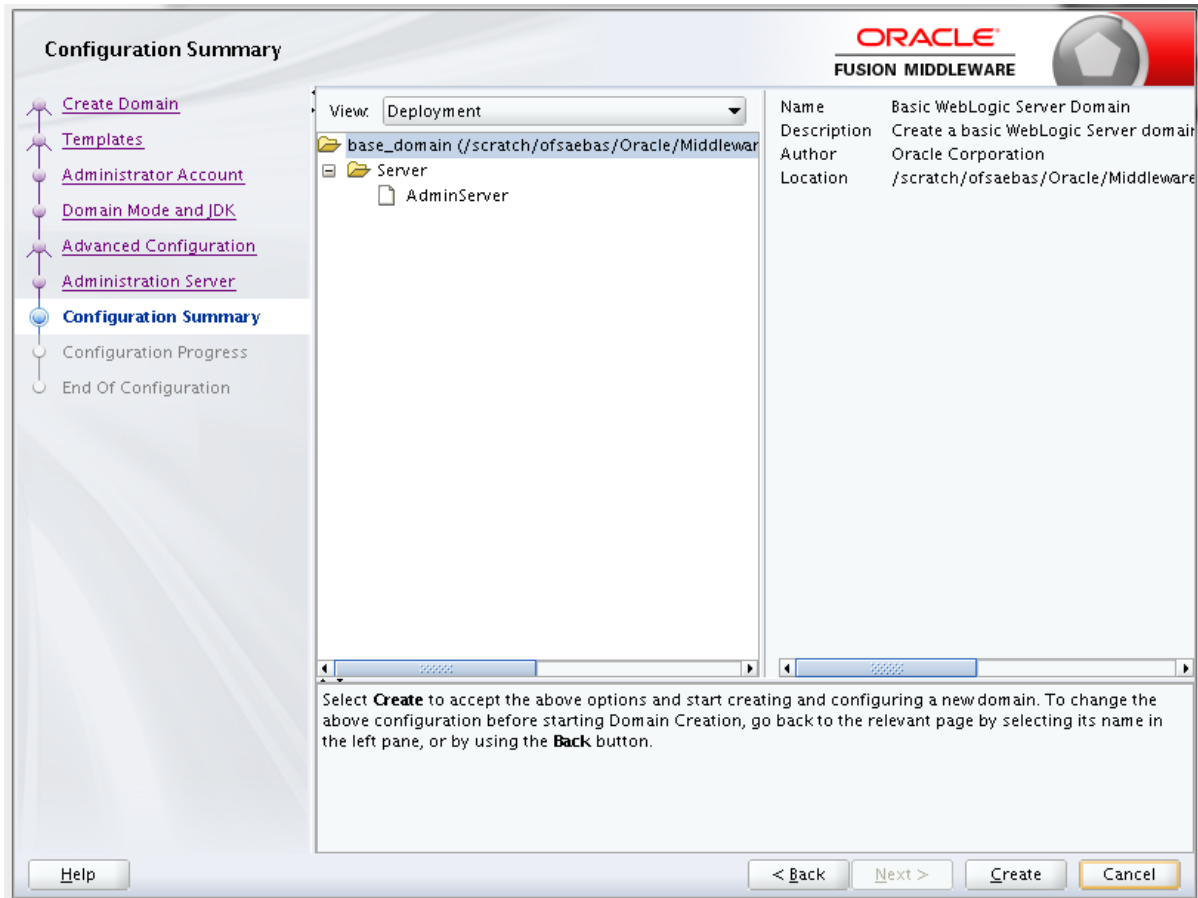 Configuration Summary
ORACLE
FUSION MIDDLEWARE
Create Domain
Templates
Administrator Account
Domain Mode and JDK
Advanced Configuration
Administration Server
Configuration Summary
Configuration Progress
End Of Configuration
View: Deployment
base_domain (/scratch/ofsaebas/Oracle/Middlewar
Server
AdminServer
Name Basic WebLogic Server Domain
Description Create a basic WebLogic Server domain
Author Oracle Corporation
Location /scratch/ofsaebas/Oracle/Middleware
Select Create to accept the above options and start creating and configuring a new domain. To change the
above configuration before starting Domain Creation, go back to the relevant page by selecting its name in
the left pane, or by using the Back button.
Help
< Back
Next >
Create
Cancel